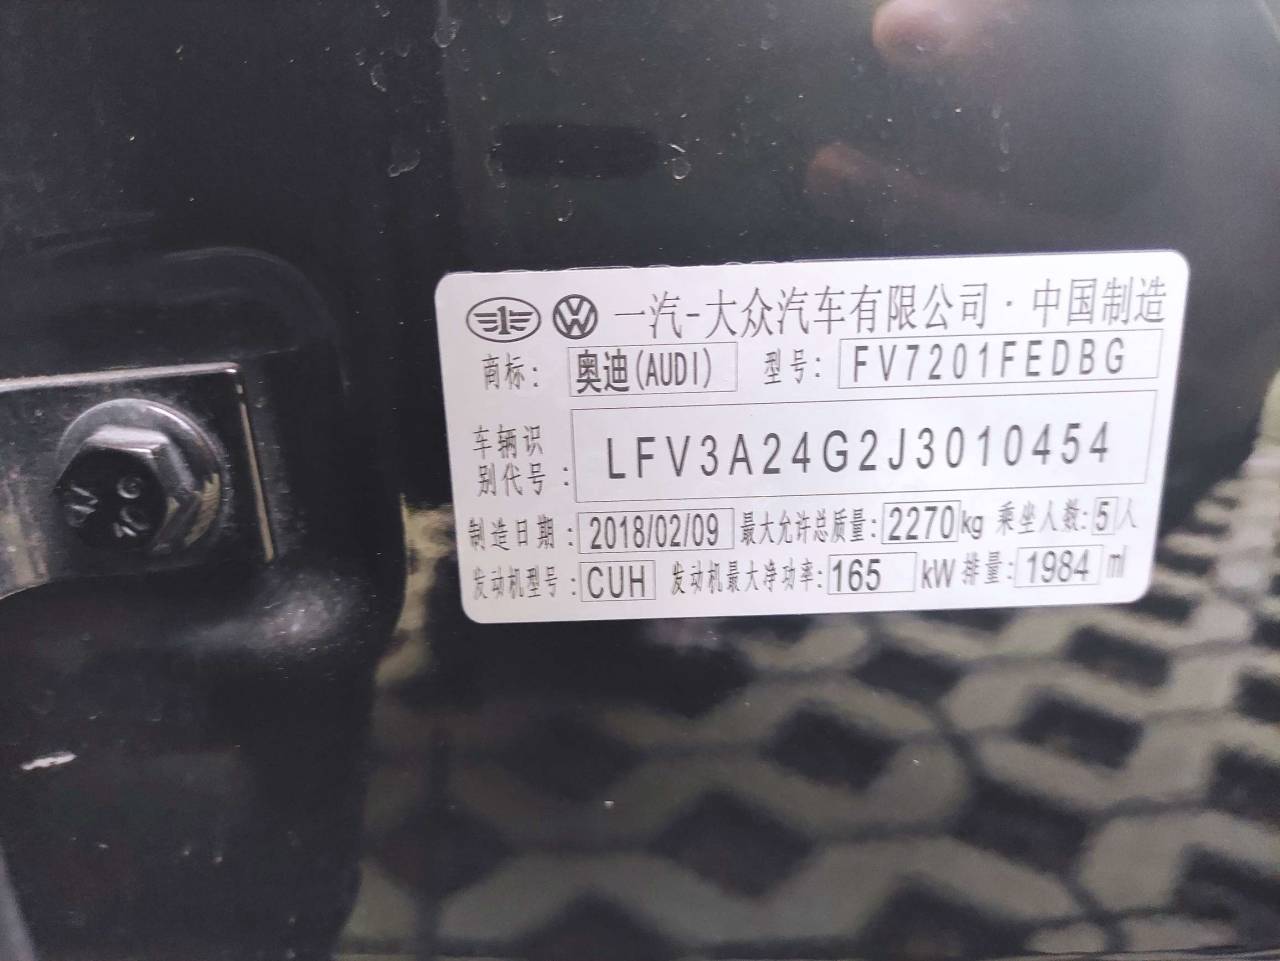 一汽-大众汽车有限公司·中国制造
商标: 奥迪(AUDI) 型号: FV7201FEDBG
车辆识
别代号: LFV3A24G2J3010454
制造日期: 2018/02/09 最大允许总质量: 2270kg 乘坐人数: 5人
发动机型号: CUH 发动机最大净功率: 165 kW 排量: 1984 ml